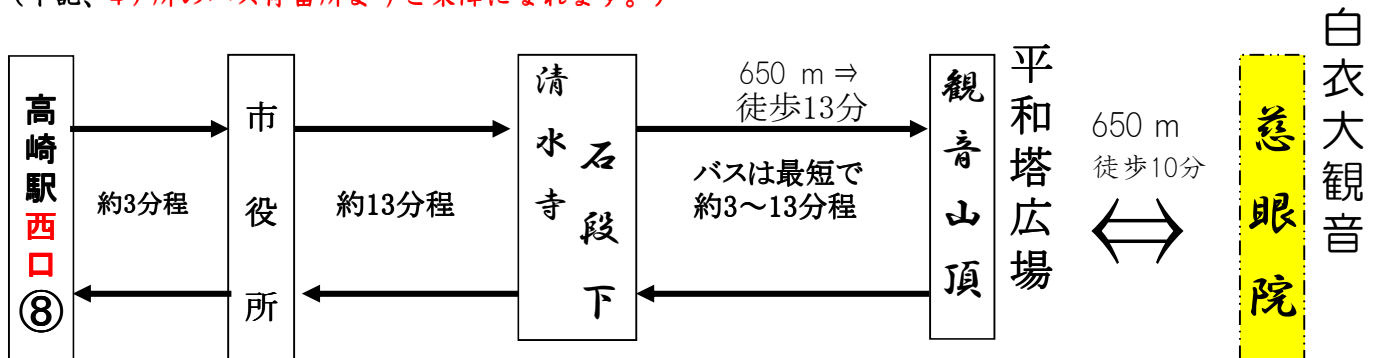 高崎駅西口⑧
約3分程
市役所
約13分程
清水寺
石段下
650 m ⇒
徒歩13分
バスは最短で
約3～13分程
観音山頂
平和塔広場
650 m
徒歩10分
慈眼院
白衣大観音